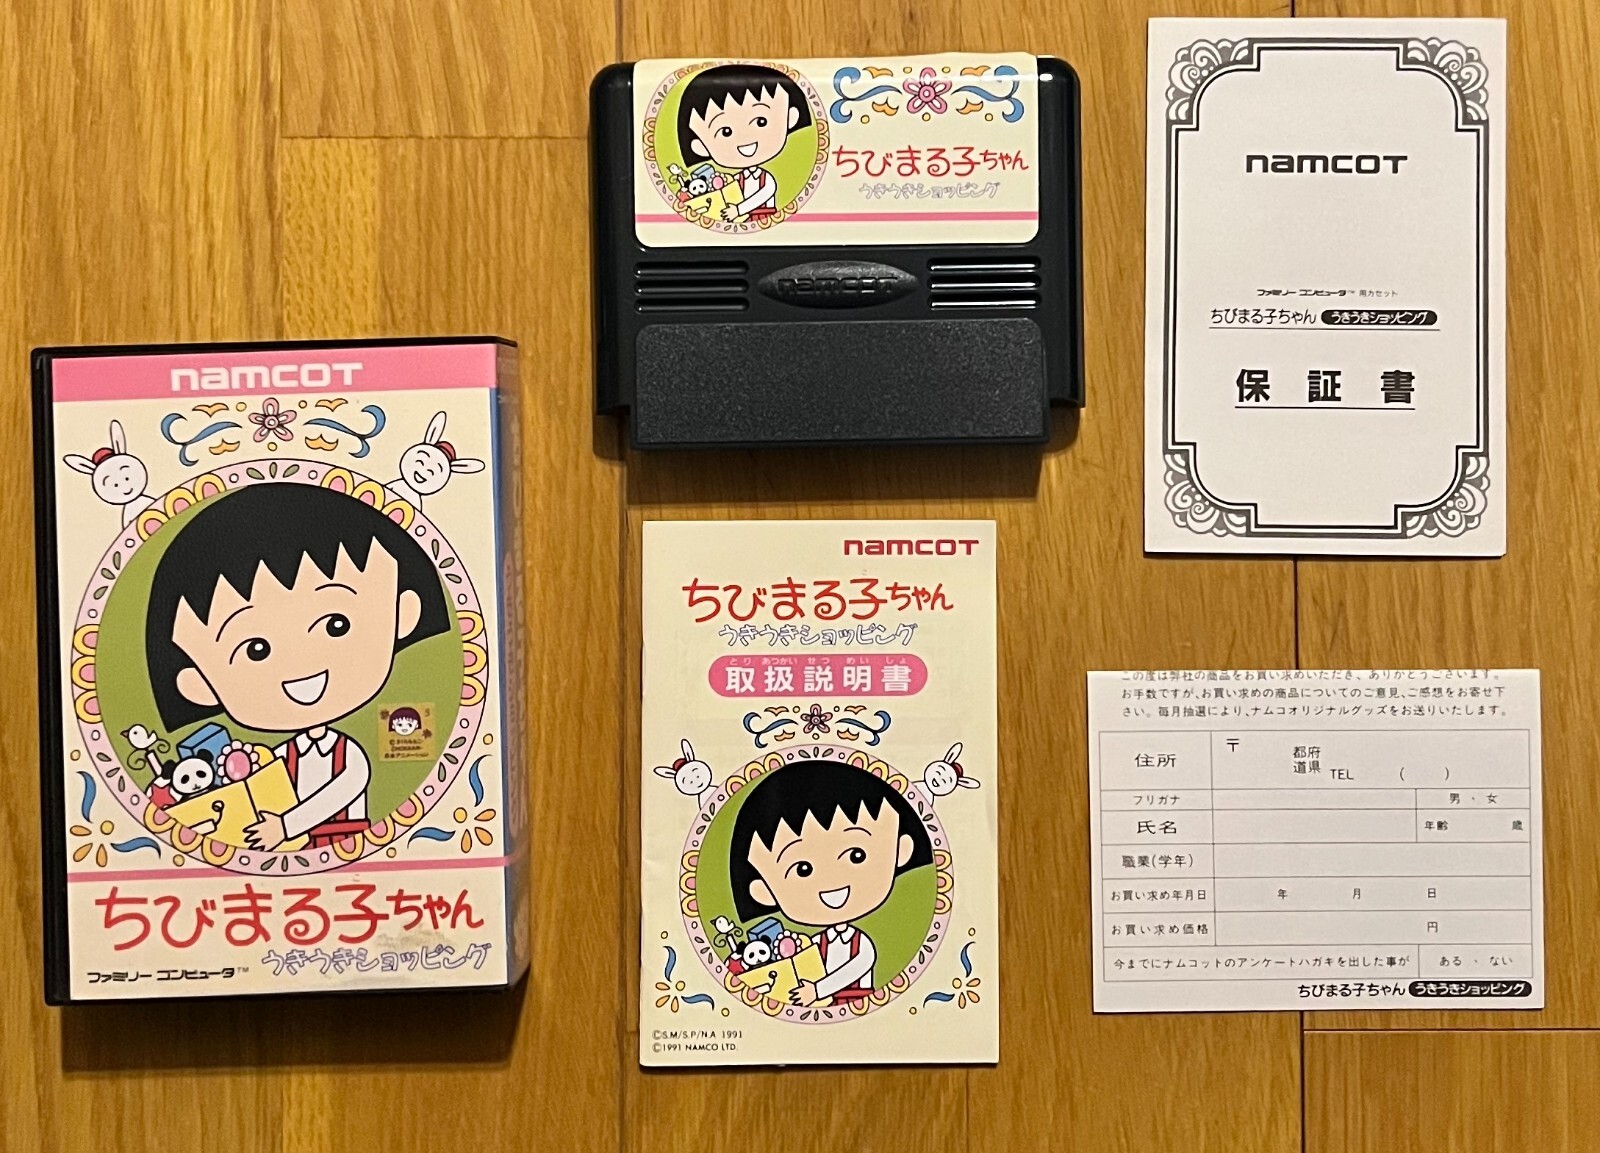 namcoT
ちびまる子ちゃん
ファミリー コンピュータ™
うきうきショッピング
ちびまる子ちゃん
うきうきショッピング
namcoT
namcoT
ちびまる子ちゃん
うきうきショッピング
とり あつかい せつ めい しょ
取扱説明書
©S.M/S.P/N.A 1991
©1991 NAMCO LTD.
namcoT
ファミリー コンピュータ™ 用カセット
ちびまる子ちゃん うきうきショッピング
保証書
この度は弊社の商品をお買い求めいただき、ありがとうございます。
お手数ですが、お買い求めの商品についてのご意見、ご感想をお寄せ下
さい。毎月抽選により、ナムコオリジナルグッズをお送りいたします。
住所 〒 都府
道県 TEL ( )
フリガナ 男・女
氏名 年齢 歳
職業(学年)
お買い求め年月日 年 月 日
お買い求め価格 円
今までにナムコットのアンケートハガキを出した事が ある・ない
ちびまる子ちゃん うきうきショッピング